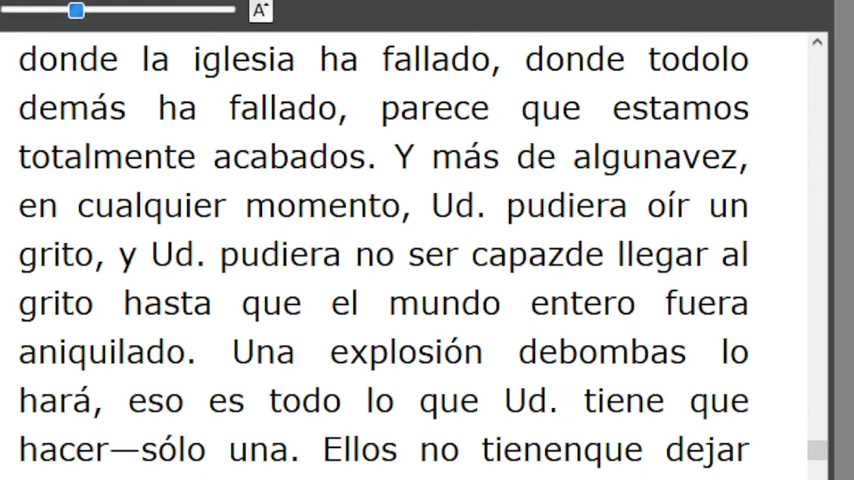 A
donde la iglesia ha fallado, donde todolo
demás ha fallado, parece que estamos
totalmente acabados. Y más de algunavez,
en cualquier momento, Ud. pudiera oír un
grito, y Ud. pudiera no ser capazde llegar al
grito hasta que el mundo entero fuera
aniquilado. Una explosión debombas lo
hará, eso es todo lo que Ud. tiene que
hacer—sólo una. Ellos no tienenque dejar